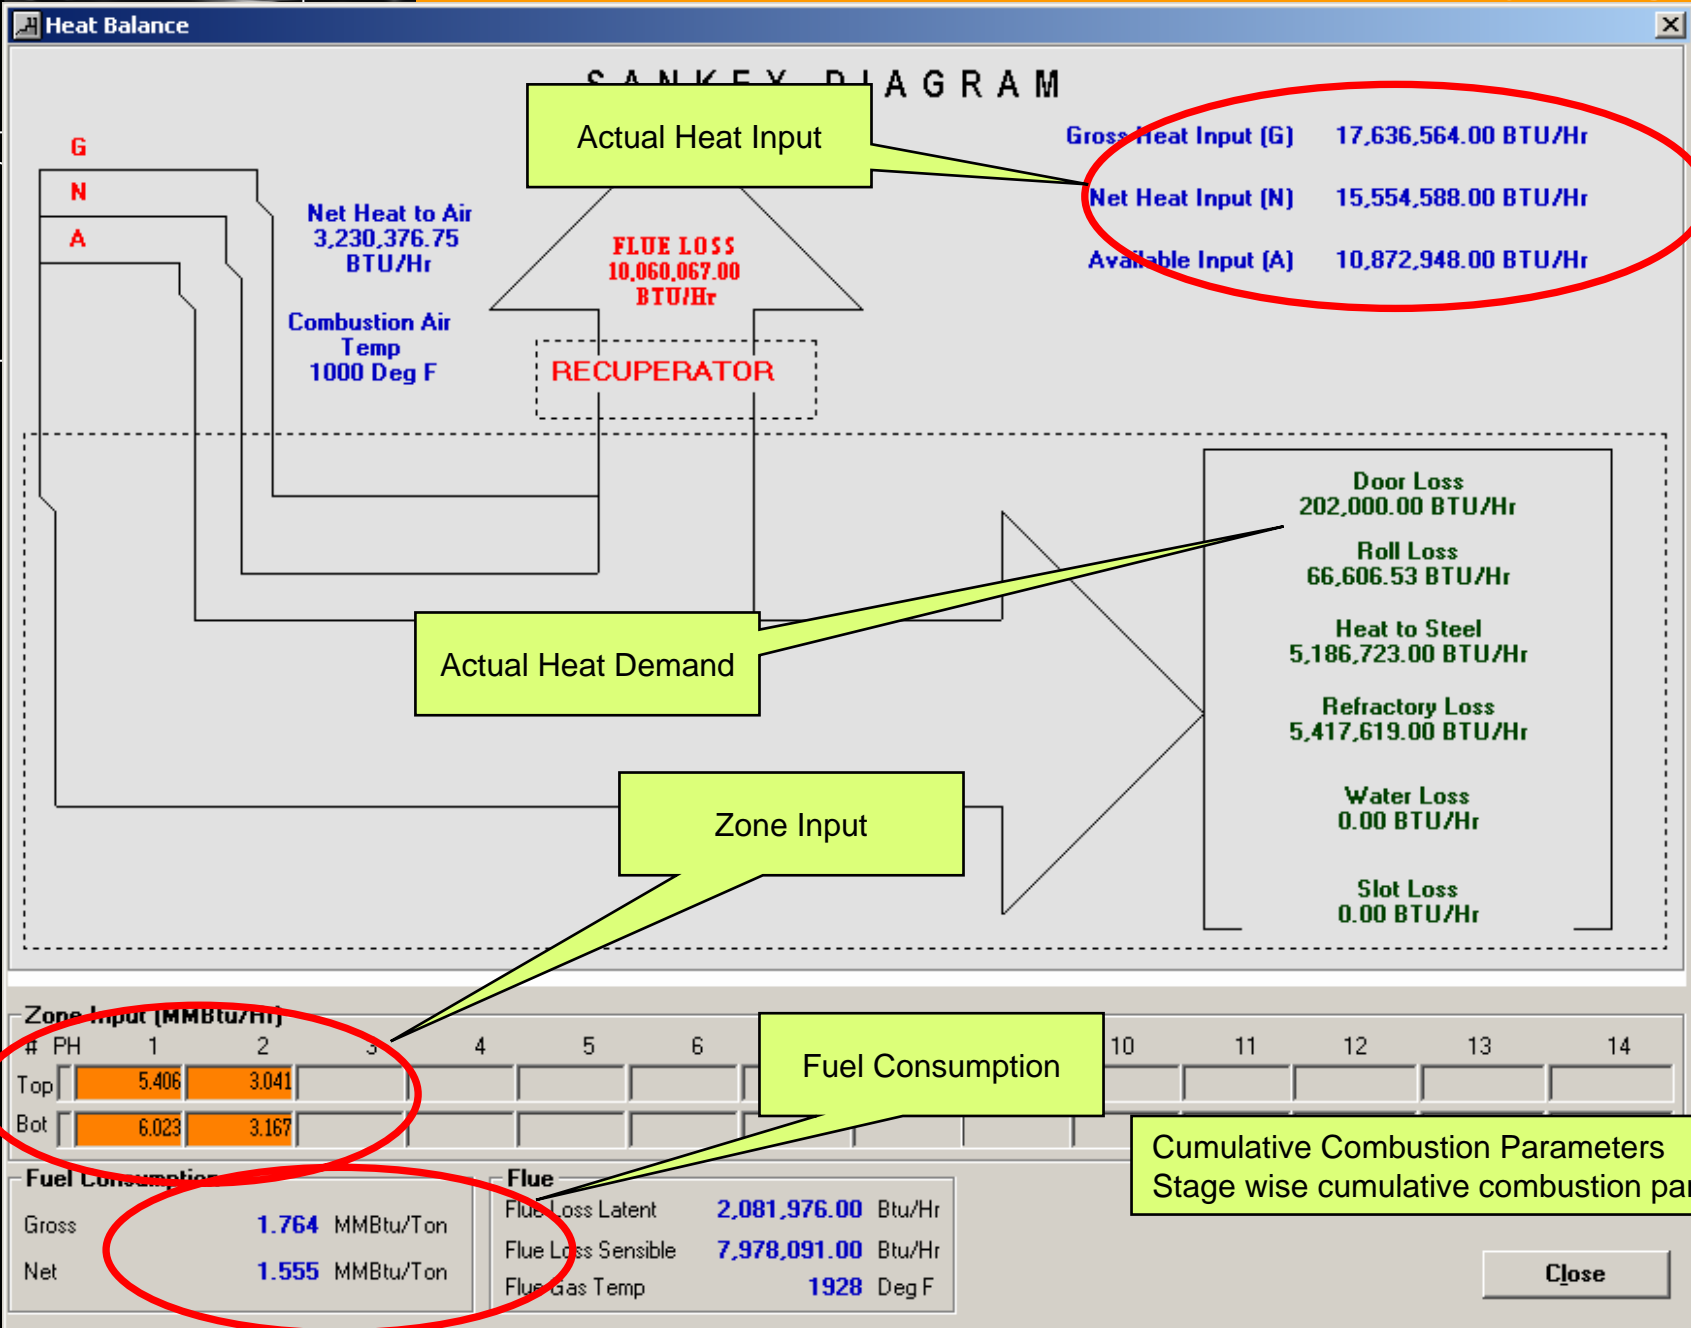 Heat Balance
SANKEY DIAGRAM
Actual Heat Input
Gross Heat Input (G) 17,636,564.00 BTU/Hr
Net Heat Input (N) 15,554,588.00 BTU/Hr
Available Input (A) 10,872,948.00 BTU/Hr
G
N
A
Net Heat to Air
3,230,376.75
BTU/Hr
Combustion Air
Temp
1000 Deg F
FLUE LOSS
10,060,067.00
BTU/Hr
RECUPERATOR
Door Loss
202,000.00 BTU/Hr
Roll Loss
66,606.53 BTU/Hr
Heat to Steel
5,186,723.00 BTU/Hr
Refractory Loss
5,417,619.00 BTU/Hr
Water Loss
0.00 BTU/Hr
Slot Loss
0.00 BTU/Hr
Actual Heat Demand
Zone Input
Zone Input (MMBtu/Hr)
# PH 1 2 3 4 5 6 10 11 12 13 14
Top 5.406 3.041
Bot 6.023 3.167
Fuel Consumption
Cumulative Combustion Parameters
Stage wise cumulative combustion par
Fuel Consumption
Gross 1.764 MMBtu/Ton
Net 1.555 MMBtu/Ton
Flue
Flue Loss Latent 2,081,976.00 Btu/Hr
Flue Loss Sensible 7,978,091.00 Btu/Hr
Flue Gas Temp 1928 Deg F
Close